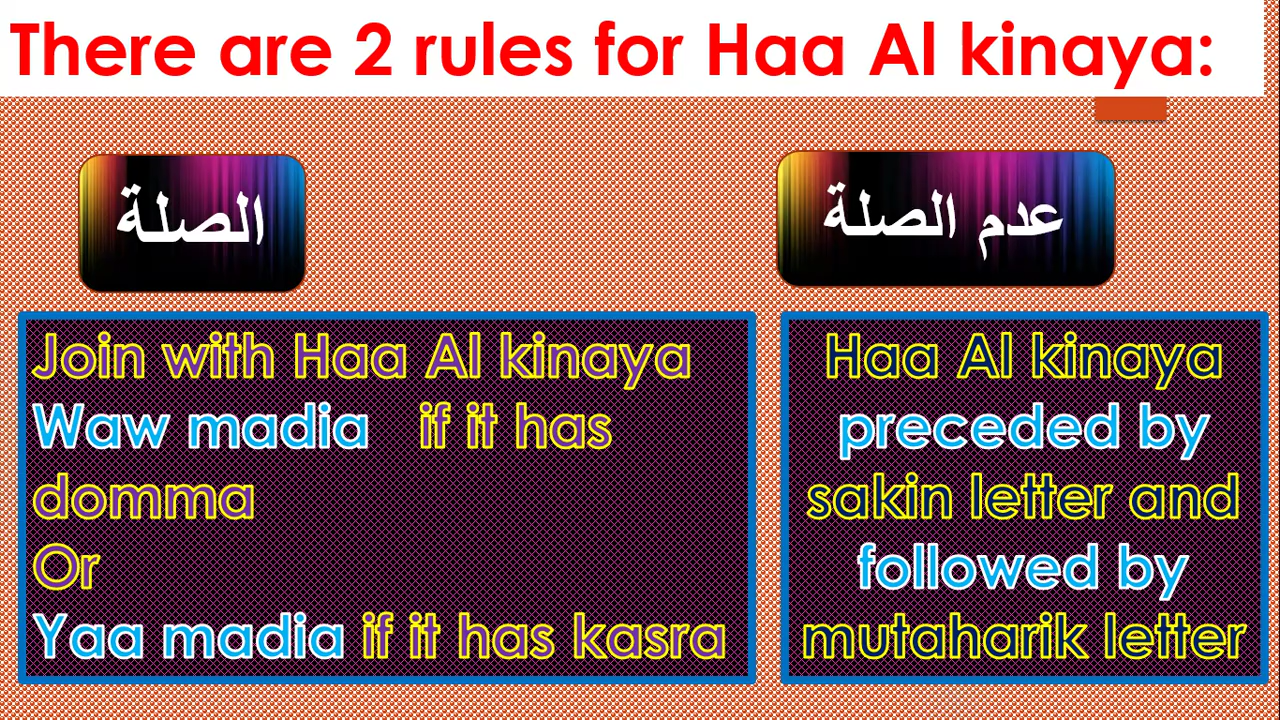 There are 2 rules for Haa Al kinaya:
الصلة
عدم الصلة
Join with Haa Al kinaya
Waw madia if it has
domma
Or
Yaa madia if it has kasra
Haa Al kinaya
preceded by
sakin letter and
followed by
mutaharik letter